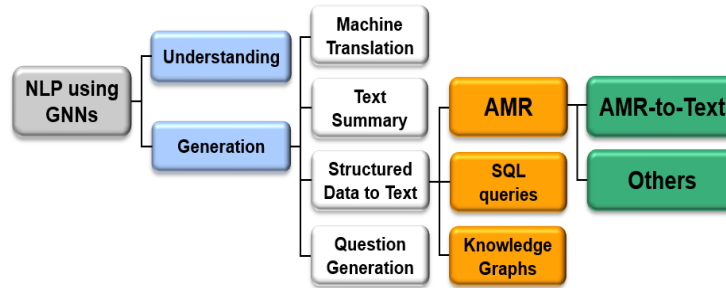 NLP using
GNNs
Understanding
Generation
Machine
Translation
Text
Summary
Structured
Data to Text
Question
Generation
AMR
SQL
queries
Knowledge
Graphs
AMR-to-Text
Others